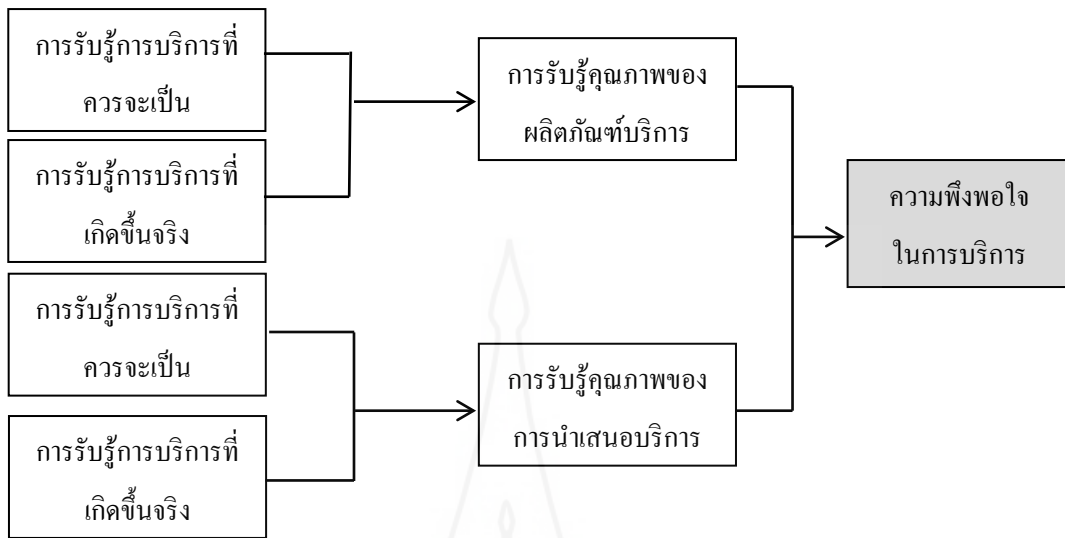 การรับรู้การบริการที่
ควรจะเป็น
การรับรู้การบริการที่
เกิดขึ้นจริง
การรับรู้การบริการที่
ควรจะเป็น
การรับรู้การบริการที่
เกิดขึ้นจริง
การรับรู้คุณภาพของ
ผลิตภัณฑ์บริการ
การรับรู้คุณภาพของ
การนำเสนอบริการ
ความพึงพอใจ
ในการบริการ